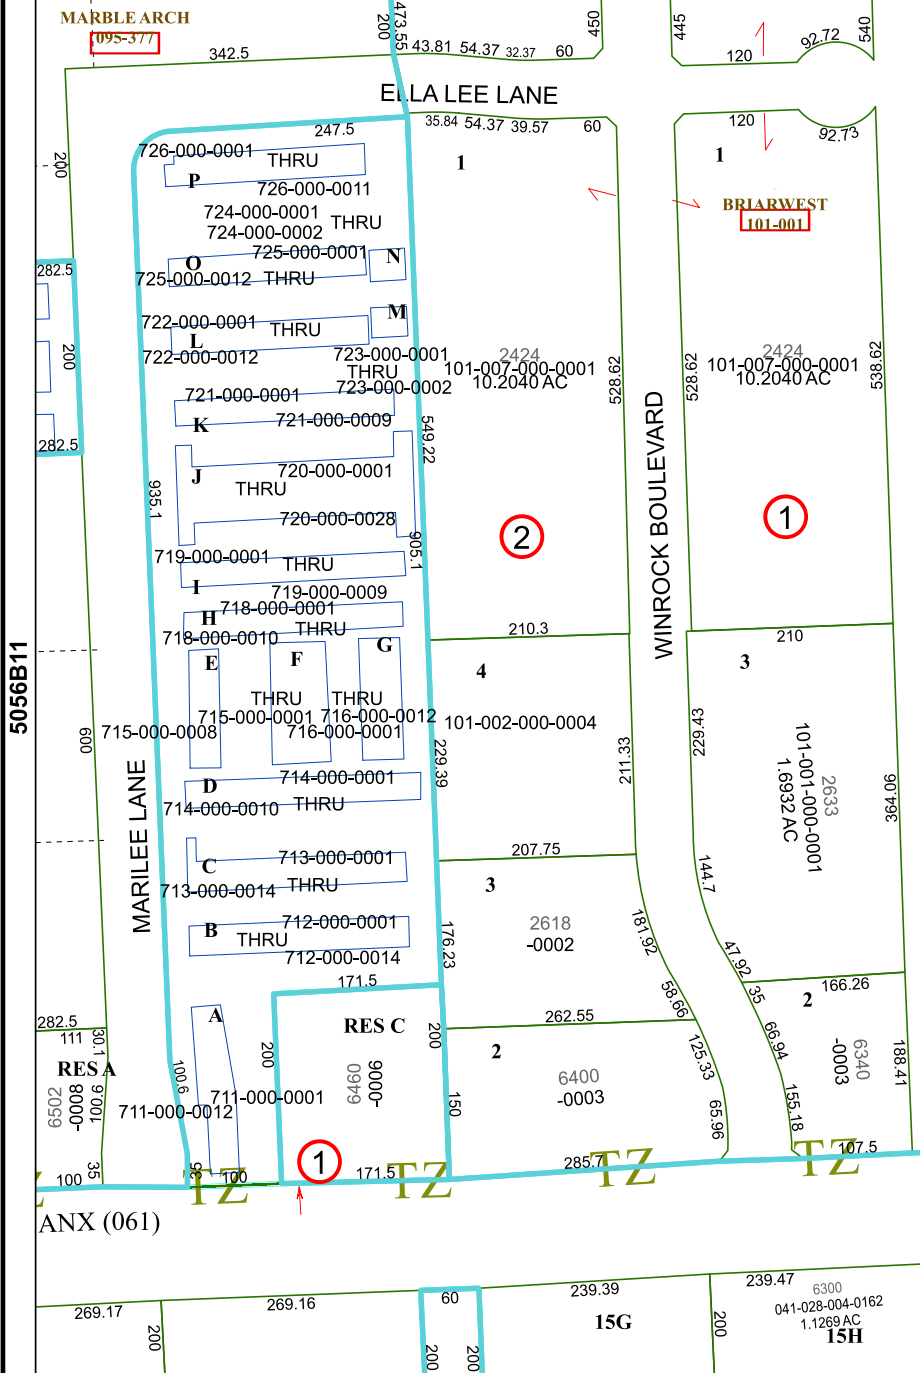 MARBLE ARCH
095-377
342.5
200
473.55
43.81 54.37 32.37 60
450
445
120
92.72
540
ELLA LEE LANE
247.5
35.84 54.37 39.57 60
120
92.73
200
726-000-0001
THRU
P
726-000-0011
1
1
724-000-0001
THRU
724-000-0002
BRIARWEST
101-001
725-000-0001
O
N
282.5
725-000-0012 THRU
M
722-000-0001
THRU
L
722-000-0012
200
723-000-0001
THRU
723-000-0002
2424
101-007-000-0001
10.2040 AC
528.62
528.62
2424
101-007-000-0001
10.2040 AC
538.62
721-000-0001
K
721-000-0009
549.22
282.5
J
720-000-0001
THRU
720-000-0028
935.1
905.1
WINROCK BOULEVARD
2
1
719-000-0001
THRU
I
719-000-0009
H
718-000-0001
THRU
718-000-0010
210.3
210
5056B11
E
F
G
4
3
THRU
THRU
715-000-0008
715-000-0001
716-000-0012
716-000-0001
101-002-000-0004
600
229.39
271.33
229.43
2633
101-001-000-0001
1.6932 AC
364.06
MARILEE LANE
D
714-000-0001
THRU
714-000-0010
207.75
C
713-000-0001
THRU
713-000-0014
3
144.7
B
712-000-0001
THRU
712-000-0014
176.23
2618
-0002
181.92
47.92
171.5
58.66
35
166.26
2
A
RES C
200
200
262.55
282.5
111
30.1
RES A
6502
-0008
100.6
100.6
711-000-0001
711-000-0012
6460
-0006
150
2
6400
-0003
125.33
65.96
66.94
155.18
6340
-0003
188.41
1
35
100
35
100
171.5
285.7
107.5
TZ
TZ
TZ
TZ
ANX (061)
269.17
200
269.16
60
200
200
239.39
15G
200
239.47
6300
041-028-004-0162
1.1269 AC
15H